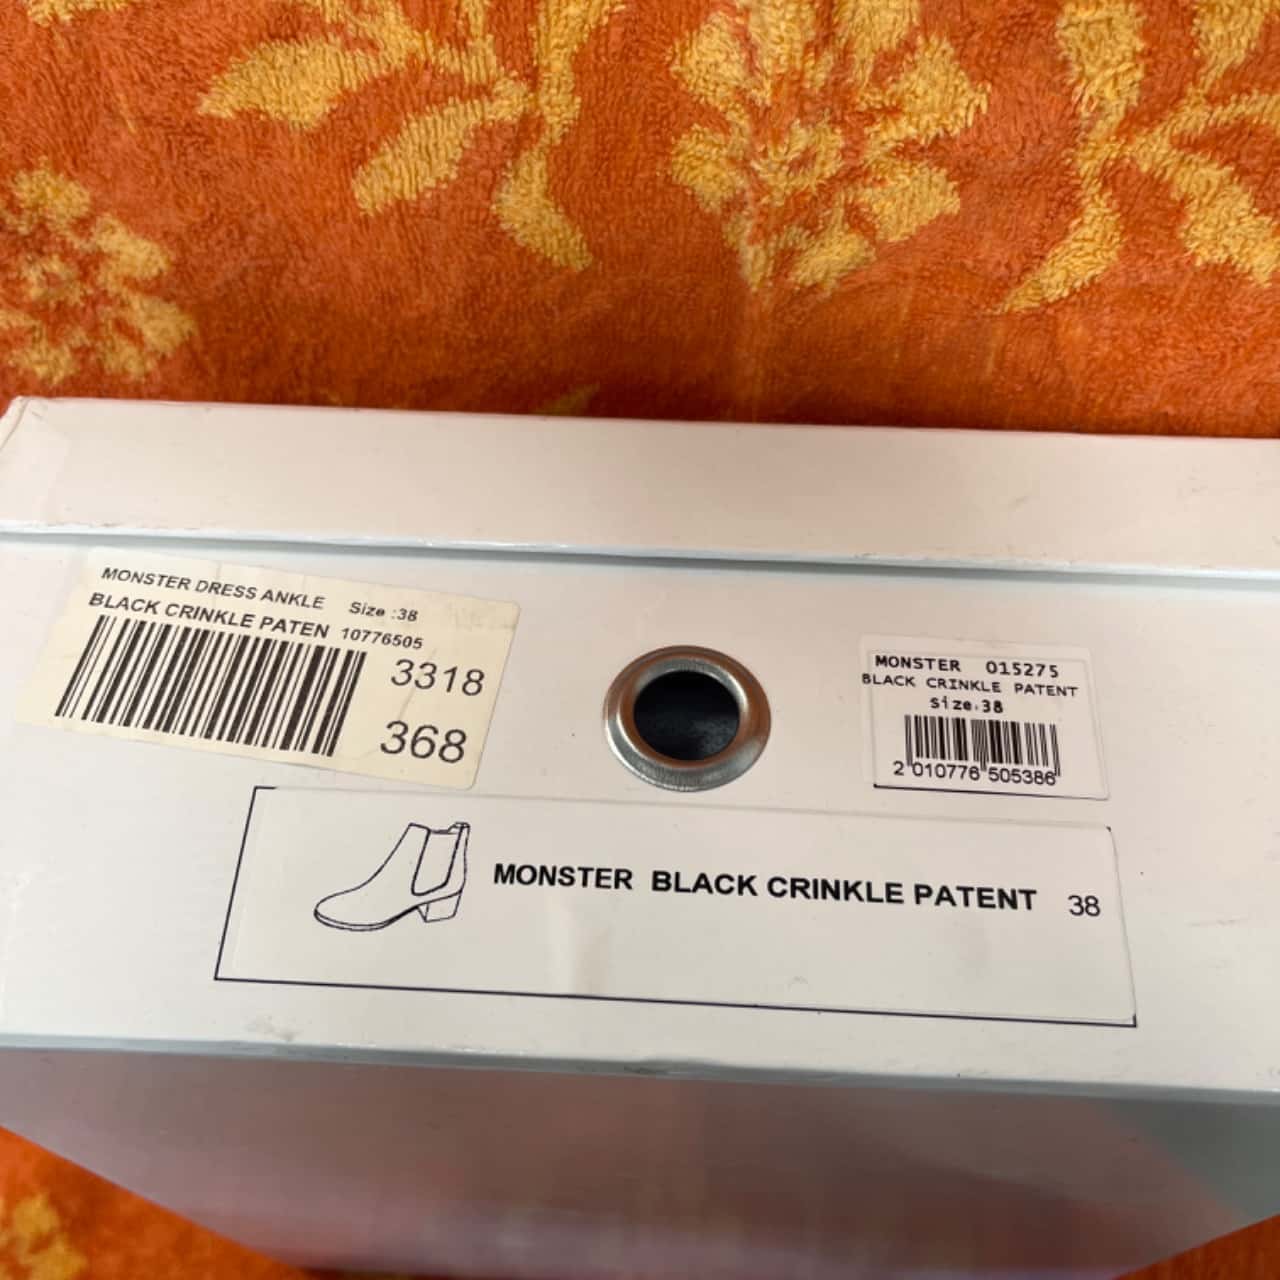 MONSTER DRESS ANKLE Size :38
BLACK CRINKLE PATEN 10776505
3318
368
MONSTER 015275
BLACK CRINKLE PATENT
Size.38
2 010776 505386
MONSTER BLACK CRINKLE PATENT 38